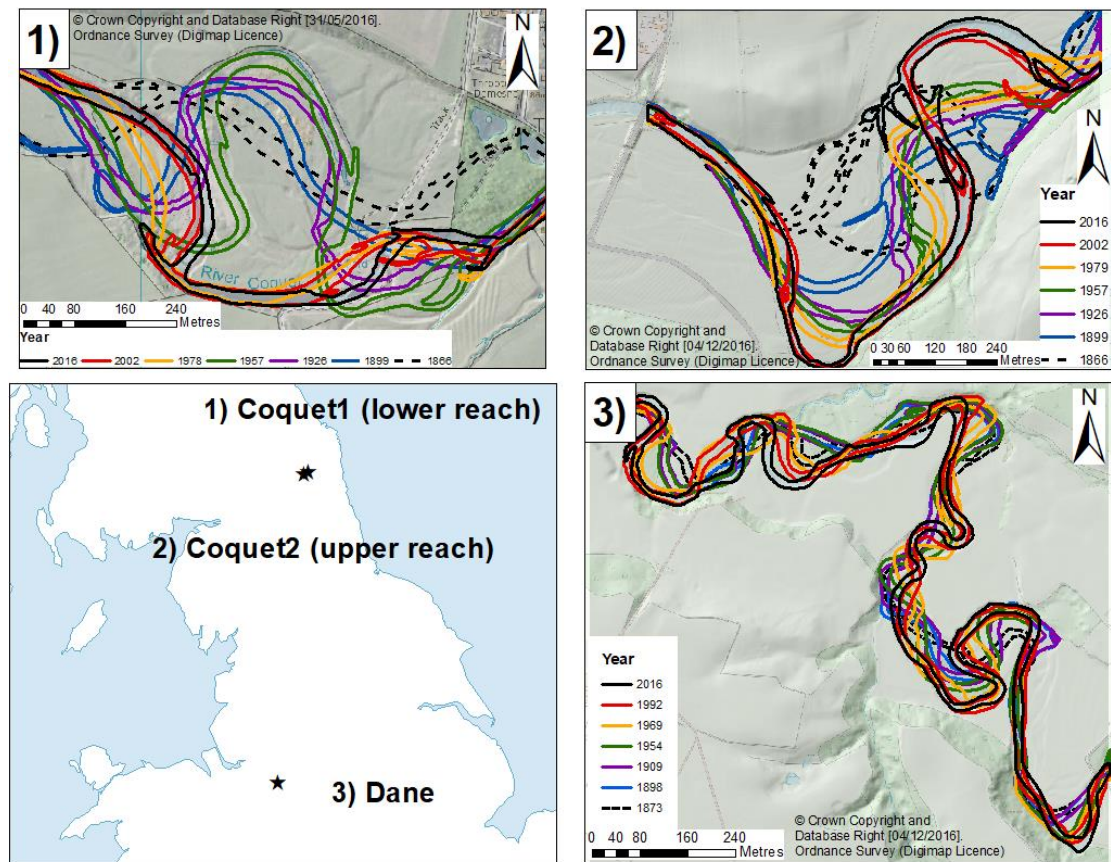 1)
© Crown Copyright and
Database Right [31/05/2016].
Ordnance Survey (Digimap Licence)
N
Track
River Coquet
0 40 80 160 240
Metres
Year
2016 2002 1978 1957 1926 1899 1866
2)
N
Year
2016
2002
1979
1957
1926
1899
1866
© Crown Copyright and
Database Right [04/12/2016].
Ordnance Survey (Digimap Licence)
0 30 60 120 180 240
Metres
1) Coquet1 (lower reach)
2) Coquet2 (upper reach)
3) Dane
3)
N
Year
2016
1992
1969
1954
1909
1898
1873
© Crown Copyright and
Database Right [04/12/2016].
Ordnance Survey (Digimap Licence)
0 40 80 160 240
Metres